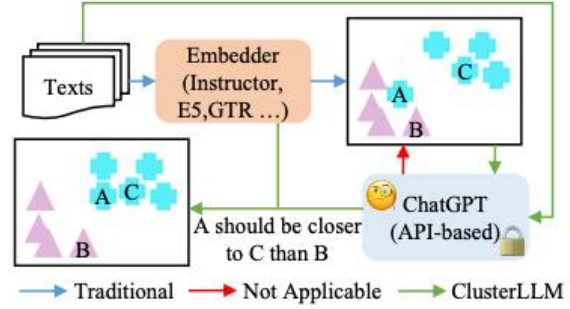 Texts
Embedder
(Instructor,
E5,GTR ...)
A
B
C
A
C
B
A should be closer
to C than B
ChatGPT
(API-based)
Traditional
Not Applicable
ClusterLLM